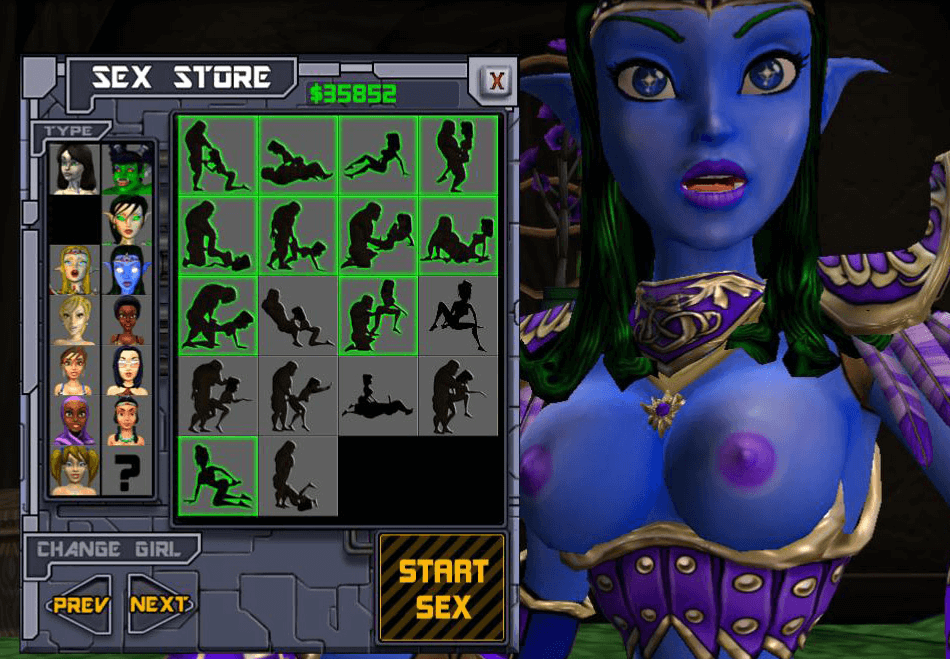 SEX STORE
X
$35852
TYPE
?
CHANGE GIRL
PREV
NEXT
START
SEX